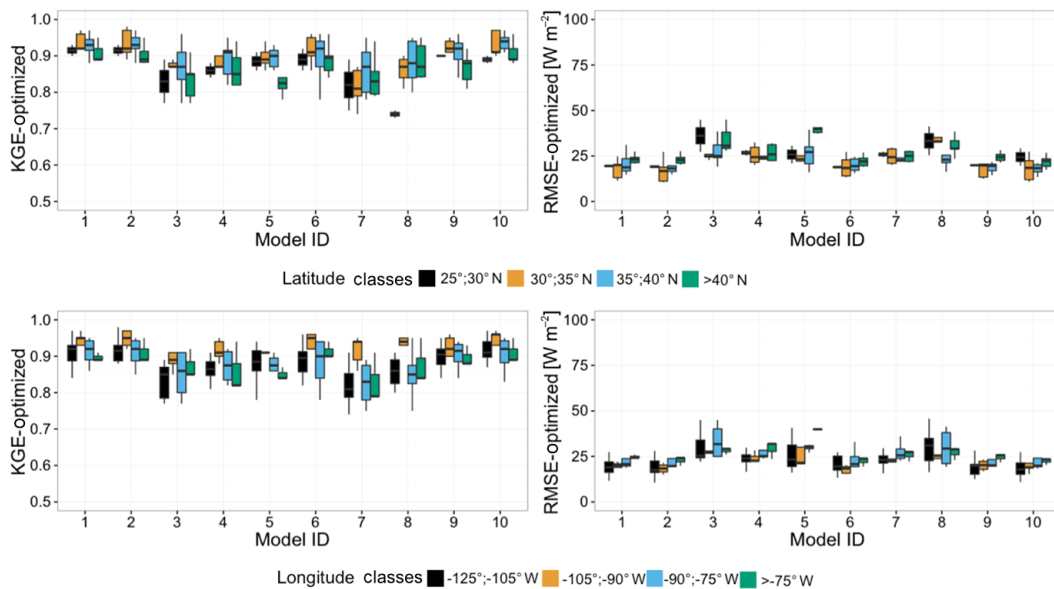 KGE-optimized
1.0
0.9
0.8
0.7
0.6
0.5
1 2 3 4 5 6 7 8 9 10
Model ID
RMSE-optimized [W m⁻²]
100
75
50
25
0
1 2 3 4 5 6 7 8 9 10
Model ID
Latitude classes 25°;30°N 30°;35°N 35°;40°N >40°N
KGE-optimized
1.0
0.9
0.8
0.7
0.6
0.5
1 2 3 4 5 6 7 8 9 10
Model ID
RMSE-optimized [W m⁻²]
100
75
50
25
0
1 2 3 4 5 6 7 8 9 10
Model ID
Longitude classes -125°;-105°W -105°;-90°W -90°;-75°W >-75°W